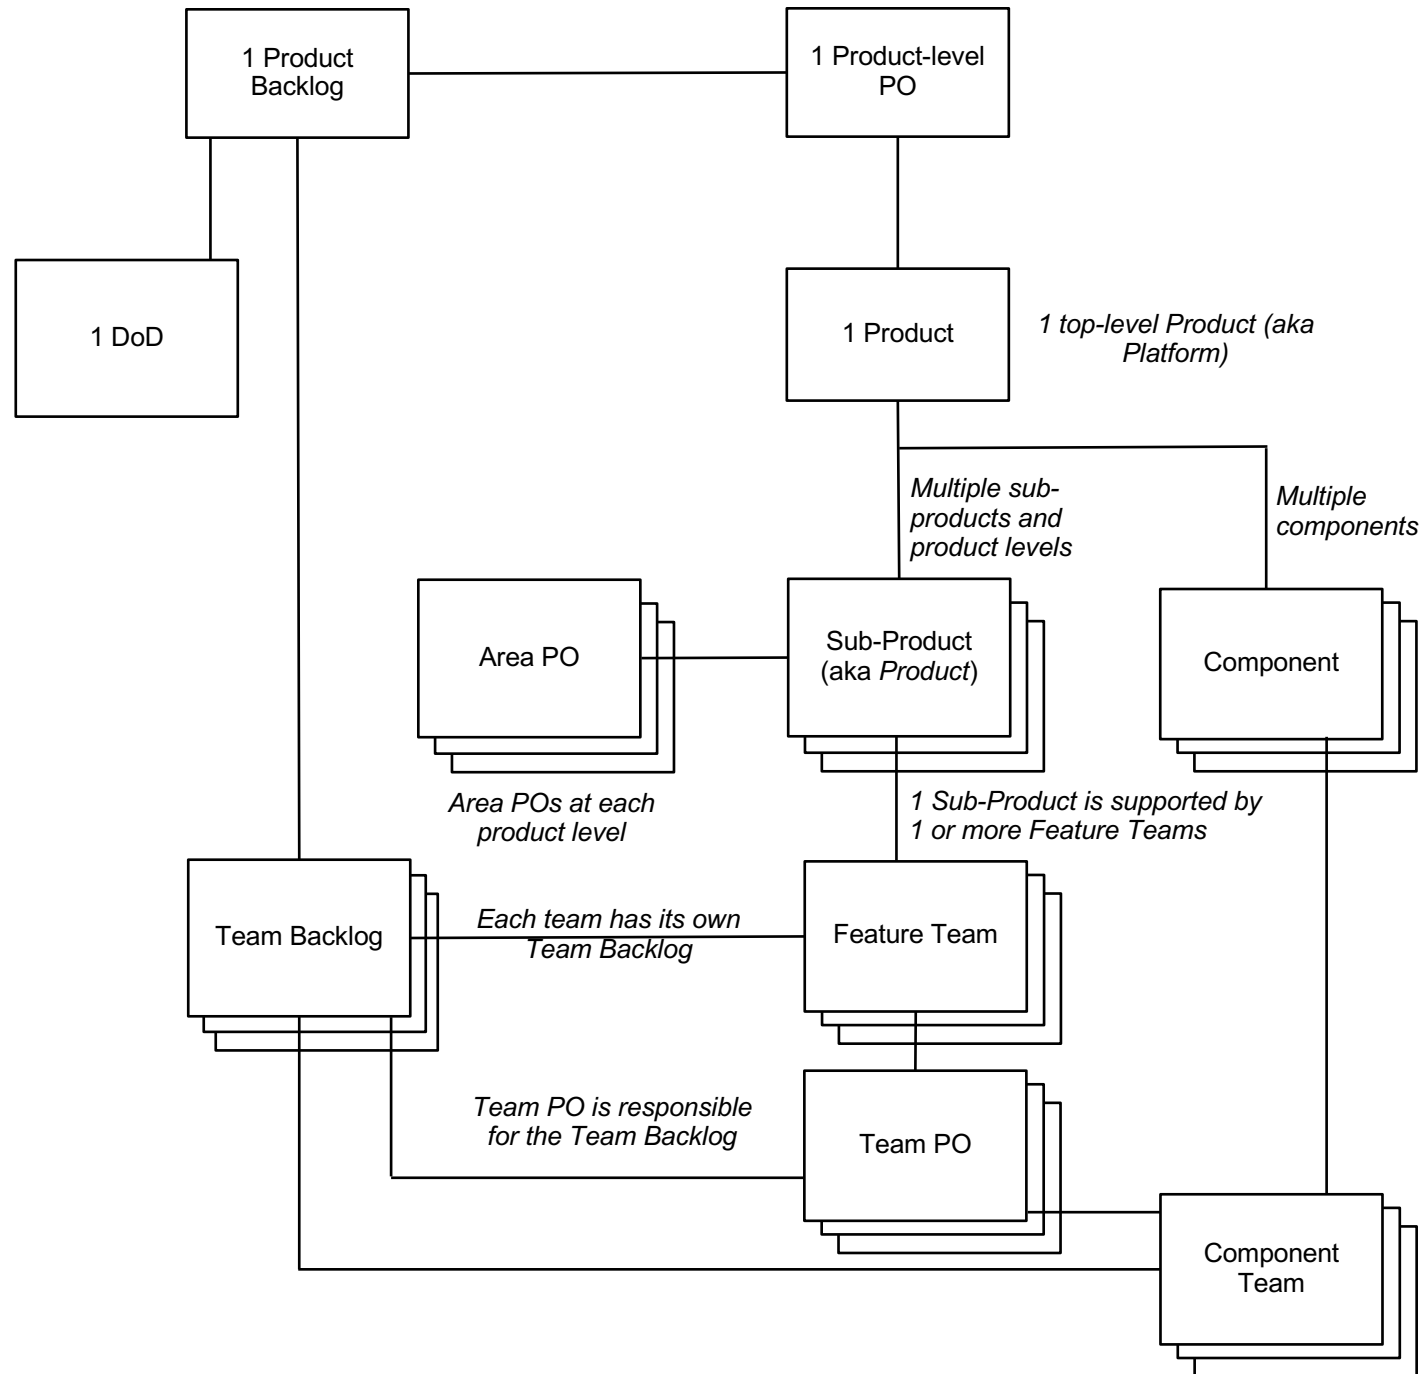 1 Product
Backlog
1 Product-level
PO
1 DoD
1 Product
1 top-level Product (aka
Platform)
Multiple sub-
products and
product levels
Multiple
components
Area PO
Sub-Product
(aka Product)
Component
Area POs at each
product level
1 Sub-Product is supported by
1 or more Feature Teams
Team Backlog
Each team has its own
Team Backlog
Feature Team
Team PO is responsible
for the Team Backlog
Team PO
Component
Team